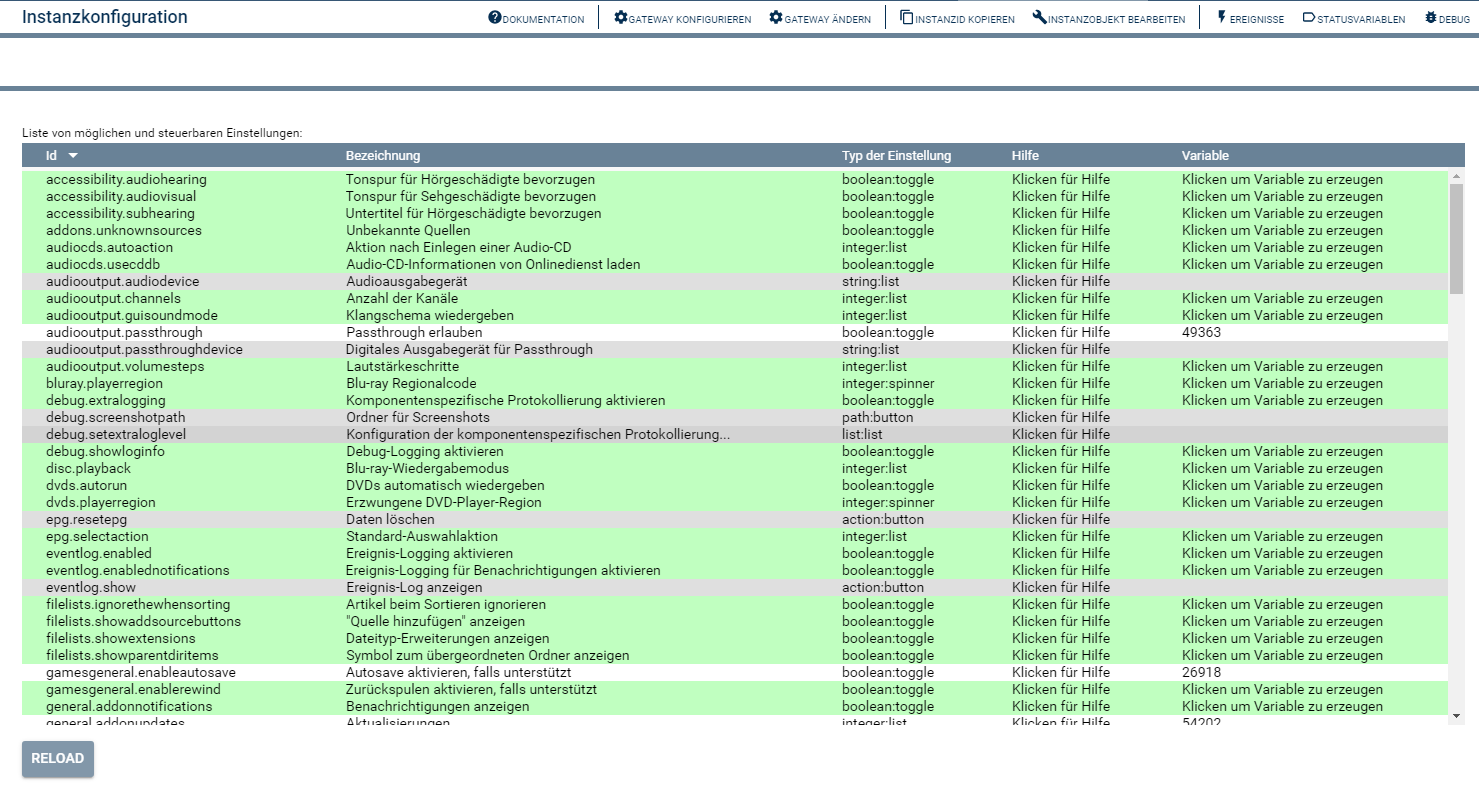 Instanzkonfiguration DOKUMENTATION GATEWAY KONFIGURIEREN GATEWAY ÄNDERN INSTANZID KOPIEREN INSTANZOBJEKT BEARBEITEN EREIGNISSE STATUSVARIABLEN DEBUG
Liste von möglichen und steuerbaren Einstellungen:
Id Bezeichnung Typ der Einstellung Hilfe Variable
accessibility.audiohearing Tonspur für Hörgeschädigte bevorzugen boolean:toggle Klicken für Hilfe Klicken um Variable zu erzeugen
accessibility.audiovisual Tonspur für Sehgeschädigte bevorzugen boolean:toggle Klicken für Hilfe Klicken um Variable zu erzeugen
accessibility.subhearing Untertitel für Hörgeschädigte bevorzugen boolean:toggle Klicken für Hilfe Klicken um Variable zu erzeugen
addons.unknownsources Unbekannte Quellen boolean:toggle Klicken für Hilfe Klicken um Variable zu erzeugen
audiocds.autoaction Aktion nach Einlegen einer Audio-CD integer:list Klicken für Hilfe Klicken um Variable zu erzeugen
audiocds.usecddb Audio-CD-Informationen von Onlinedienst laden boolean:toggle Klicken für Hilfe Klicken um Variable zu erzeugen
audiooutput.audiodevice Audioausgabegerät string:list Klicken für Hilfe
audiooutput.channels Anzahl der Kanäle integer:list Klicken für Hilfe Klicken um Variable zu erzeugen
audiooutput.guisoundmode Klangschema wiedergeben integer:list Klicken für Hilfe Klicken um Variable zu erzeugen
audiooutput.passthrough Passthrough erlauben boolean:toggle Klicken für Hilfe 49363
audiooutput.passthroughdevice Digitales Ausgabegerät für Passthrough string:list Klicken für Hilfe
audiooutput.volumesteps Lautstärkeschritte integer:list Klicken für Hilfe Klicken um Variable zu erzeugen
bluray.playerregion Blu-ray Regionalcode integer:spinner Klicken für Hilfe Klicken um Variable zu erzeugen
debug.extralogging Komponentenspezifische Protokollierung aktivieren boolean:toggle Klicken für Hilfe Klicken um Variable zu erzeugen
debug.screenshotpath Ordner für Screenshots path:button Klicken für Hilfe
debug.setextraloglevel Konfiguration der komponentenspezifischen Protokollierung... list:list Klicken für Hilfe
debug.showloginfo Debug-Logging aktivieren boolean:toggle Klicken für Hilfe Klicken um Variable zu erzeugen
disc.playback Blu-ray-Wiedergabemodus integer:list Klicken für Hilfe Klicken um Variable zu erzeugen
dvds.autorun DVDs automatisch wiedergeben boolean:toggle Klicken für Hilfe Klicken um Variable zu erzeugen
dvds.playerregion Erzwungene DVD-Player-Region integer:spinner Klicken für Hilfe Klicken um Variable zu erzeugen
epg.resetepg Daten löschen action:button Klicken für Hilfe
epg.selectaction Standard-Auswahlaktion integer:list Klicken für Hilfe Klicken um Variable zu erzeugen
eventlog.enabled Ereignis-Logging aktivieren boolean:toggle Klicken für Hilfe Klicken um Variable zu erzeugen
eventlog.enablednotifications Ereignis-Logging für Benachrichtigungen aktivieren boolean:toggle Klicken für Hilfe Klicken um Variable zu erzeugen
eventlog.show Ereignis-Log anzeigen action:button Klicken für Hilfe
filelists.ignorethewhensorting Artikel beim Sortieren ignorieren boolean:toggle Klicken für Hilfe Klicken um Variable zu erzeugen
filelists.showaddsourcebuttons "Quelle hinzufügen" anzeigen boolean:toggle Klicken für Hilfe Klicken um Variable zu erzeugen
filelists.showextensions Dateityp-Erweiterungen anzeigen boolean:toggle Klicken für Hilfe Klicken um Variable zu erzeugen
filelists.showparentdiritems Symbol zum übergeordneten Ordner anzeigen boolean:toggle Klicken für Hilfe Klicken um Variable zu erzeugen
gamesgeneral.enableautosave Autosave aktivieren, falls unterstützt boolean:toggle Klicken für Hilfe 26918
gamesgeneral.enablerewind Zurückspulen aktivieren, falls unterstützt boolean:toggle Klicken für Hilfe Klicken um Variable zu erzeugen
general.addonnotifications Benachrichtigungen anzeigen boolean:toggle Klicken für Hilfe Klicken um Variable zu erzeugen
general.addonupdates Aktualisierungen integer:list Klicken für Hilfe 54202
RELOAD